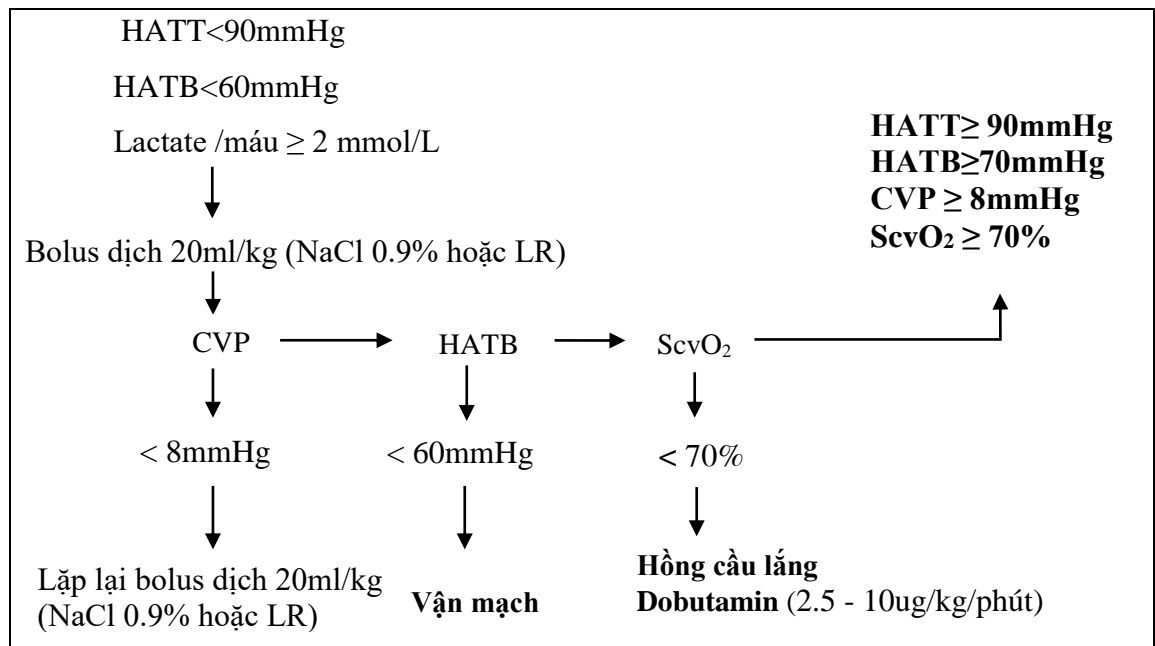 HATT<90mmHg
HATB<60mmHg
Lactate /máu ≥ 2 mmol/L
HATT≥ 90mmHg
HATB≥70mmHg
CVP ≥ 8mmHg
ScvO₂ ≥ 70%
Bolus dịch 20ml/kg (NaCl 0.9% hoặc LR)
CVP
HATB
ScvO₂
< 8mmHg
< 60mmHg
< 70%
Lặp lại bolus dịch 20ml/kg
(NaCl 0.9% hoặc LR)
Vận mạch
Hồng cầu lắng
Dobutamin (2.5 - 10ug/kg/phút)